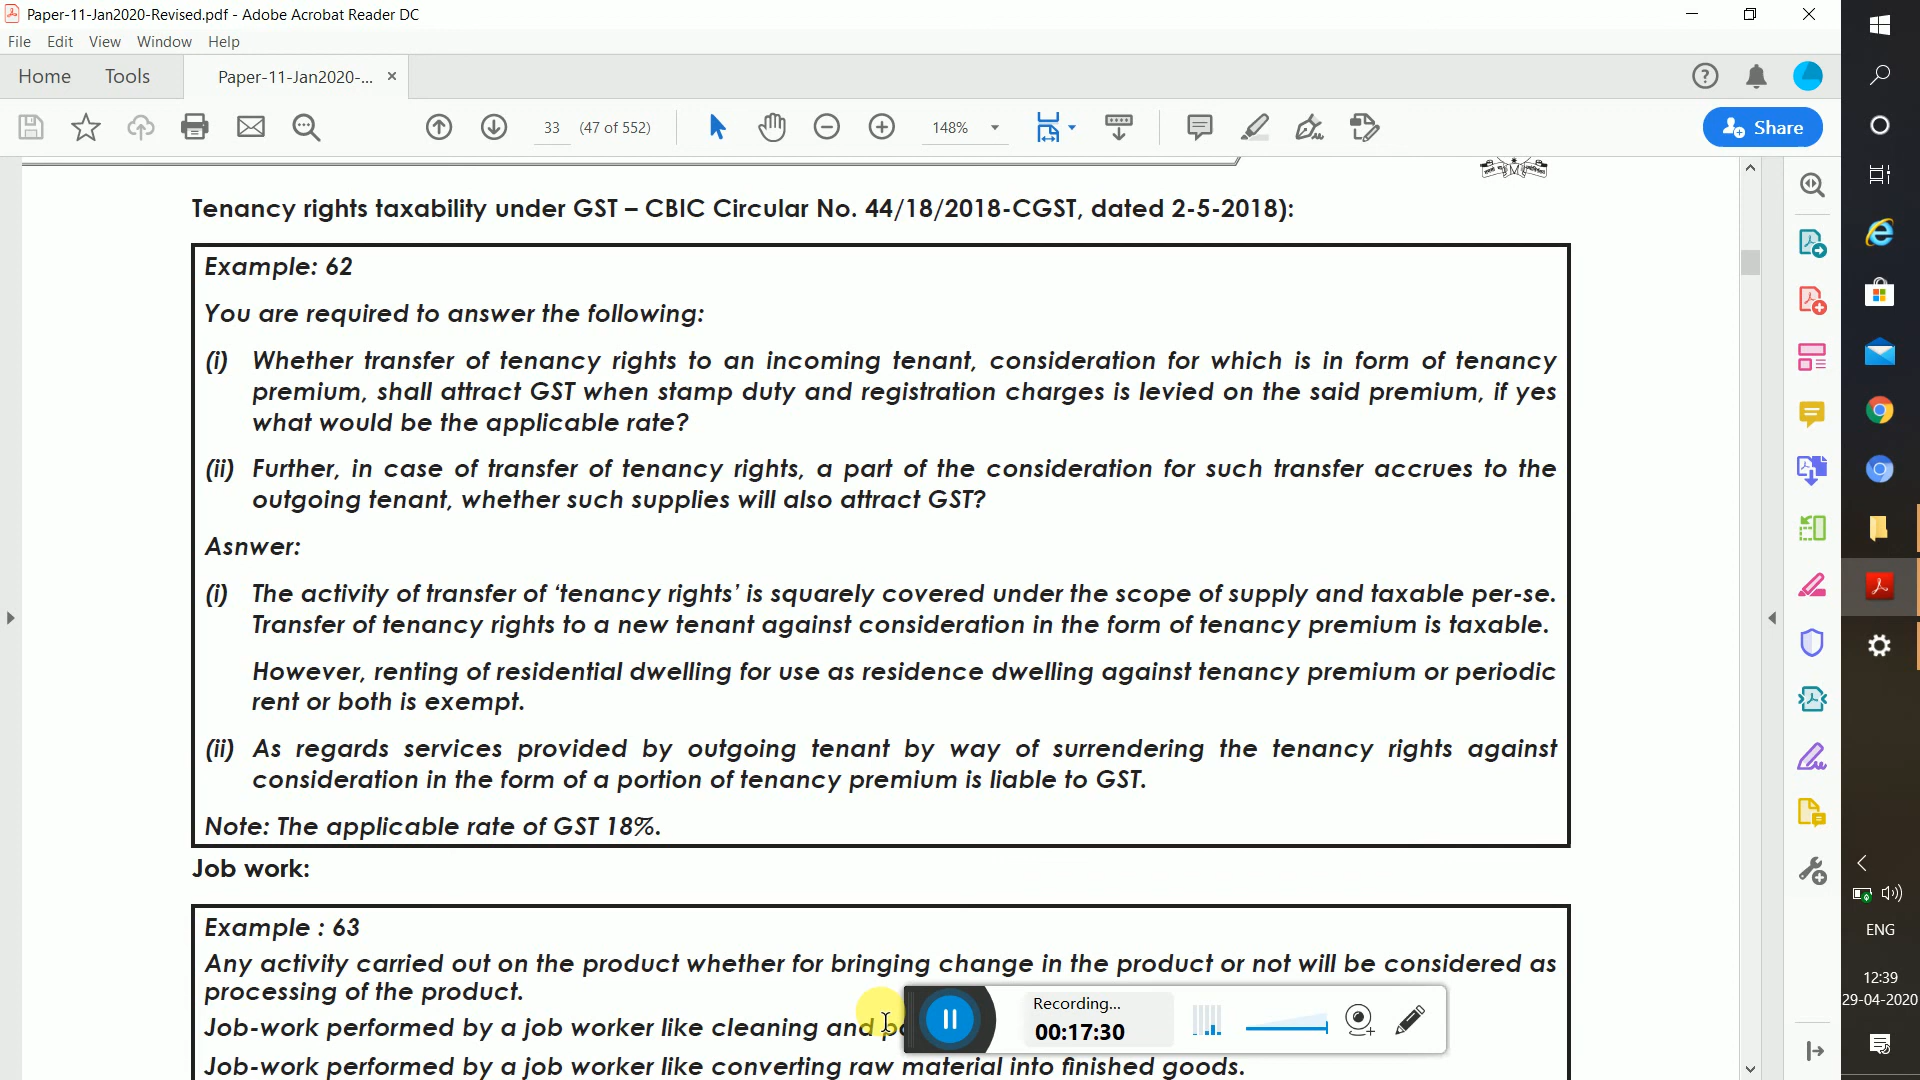 Paper-11-Jan2020-Revised.pdf - Adobe Acrobat Reader DC
File Edit View Window Help
Home Tools Paper-11-Jan2020-... ×
33 (47 of 552) 148% Share
Tenancy rights taxability under GST – CBIC Circular No. 44/18/2018-CGST, dated 2-5-2018):
Example: 62
You are required to answer the following:
(i) Whether transfer of tenancy rights to an incoming tenant, consideration for which is in form of tenancy
premium, shall attract GST when stamp duty and registration charges is levied on the said premium, if yes
what would be the applicable rate?
(ii) Further, in case of transfer of tenancy rights, a part of the consideration for such transfer accrues to the
outgoing tenant, whether such supplies will also attract GST?
Asnwer:
(i) The activity of transfer of ‘tenancy rights’ is squarely covered under the scope of supply and taxable per-se.
Transfer of tenancy rights to a new tenant against consideration in the form of tenancy premium is taxable.
However, renting of residential dwelling for use as residence dwelling against tenancy premium or periodic
rent or both is exempt.
(ii) As regards services provided by outgoing tenant by way of surrendering the tenancy rights against
consideration in the form of a portion of tenancy premium is liable to GST.
Note: The applicable rate of GST 18%.
Job work:
Example : 63
Any activity carried out on the product whether for bringing change in the product or not will be considered as
processing of the product.
Job-work performed by a job worker like cleaning and
Job-work performed by a job worker like converting raw material into finished goods.
Recording...
00:17:30
ENG
12:39
29-04-2020